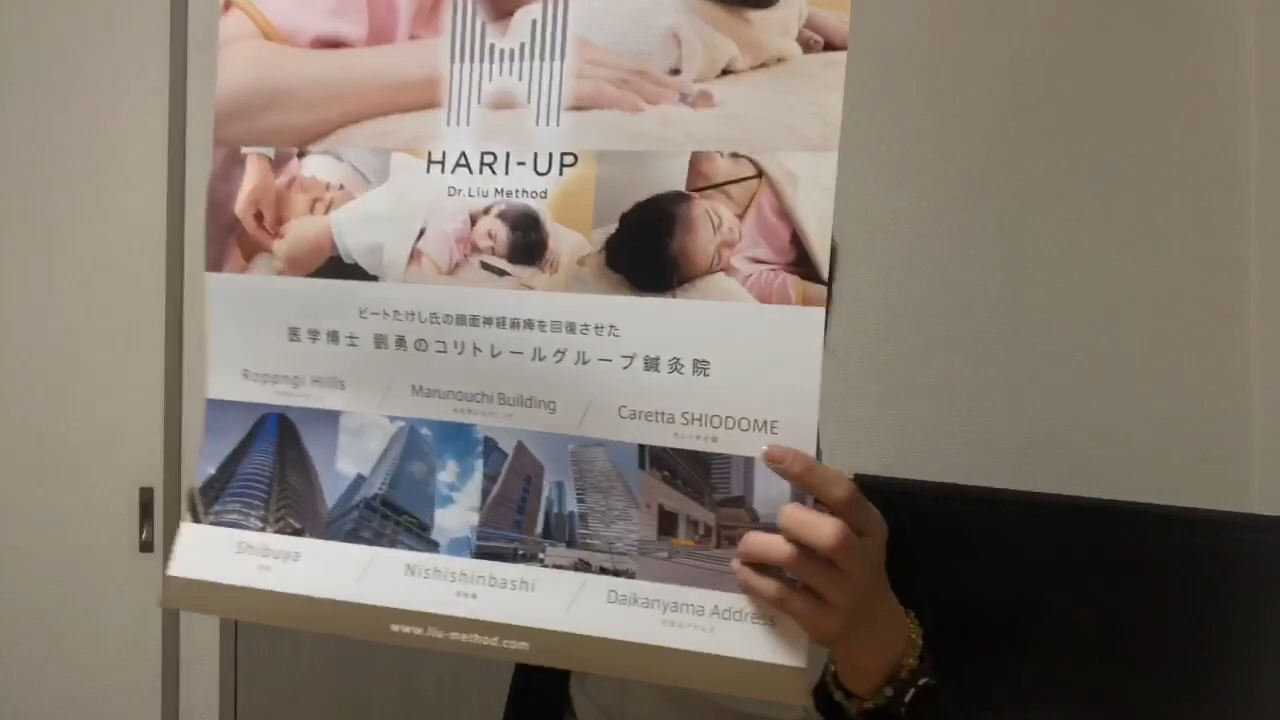 HARI-UP
Dr.Liu Method
ビートたけし氏の顔面神経麻痺を回復させた
医学博士 劉勇のコリトレールグループ鍼灸院
Roppongi Hills / Marunouchi Building / Caretta SHIODOME
Shibuya / Nishishinbashi / Daikanyama Address
www.liu-method.com